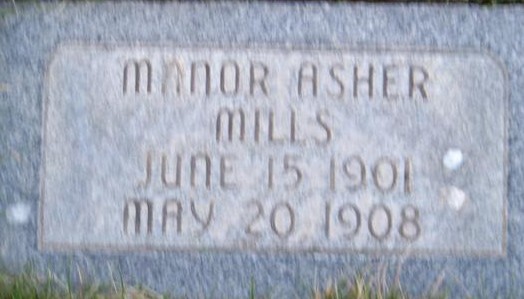 MANOR ASHER
MILLS
JUNE 15 1901
MAY 20 1908